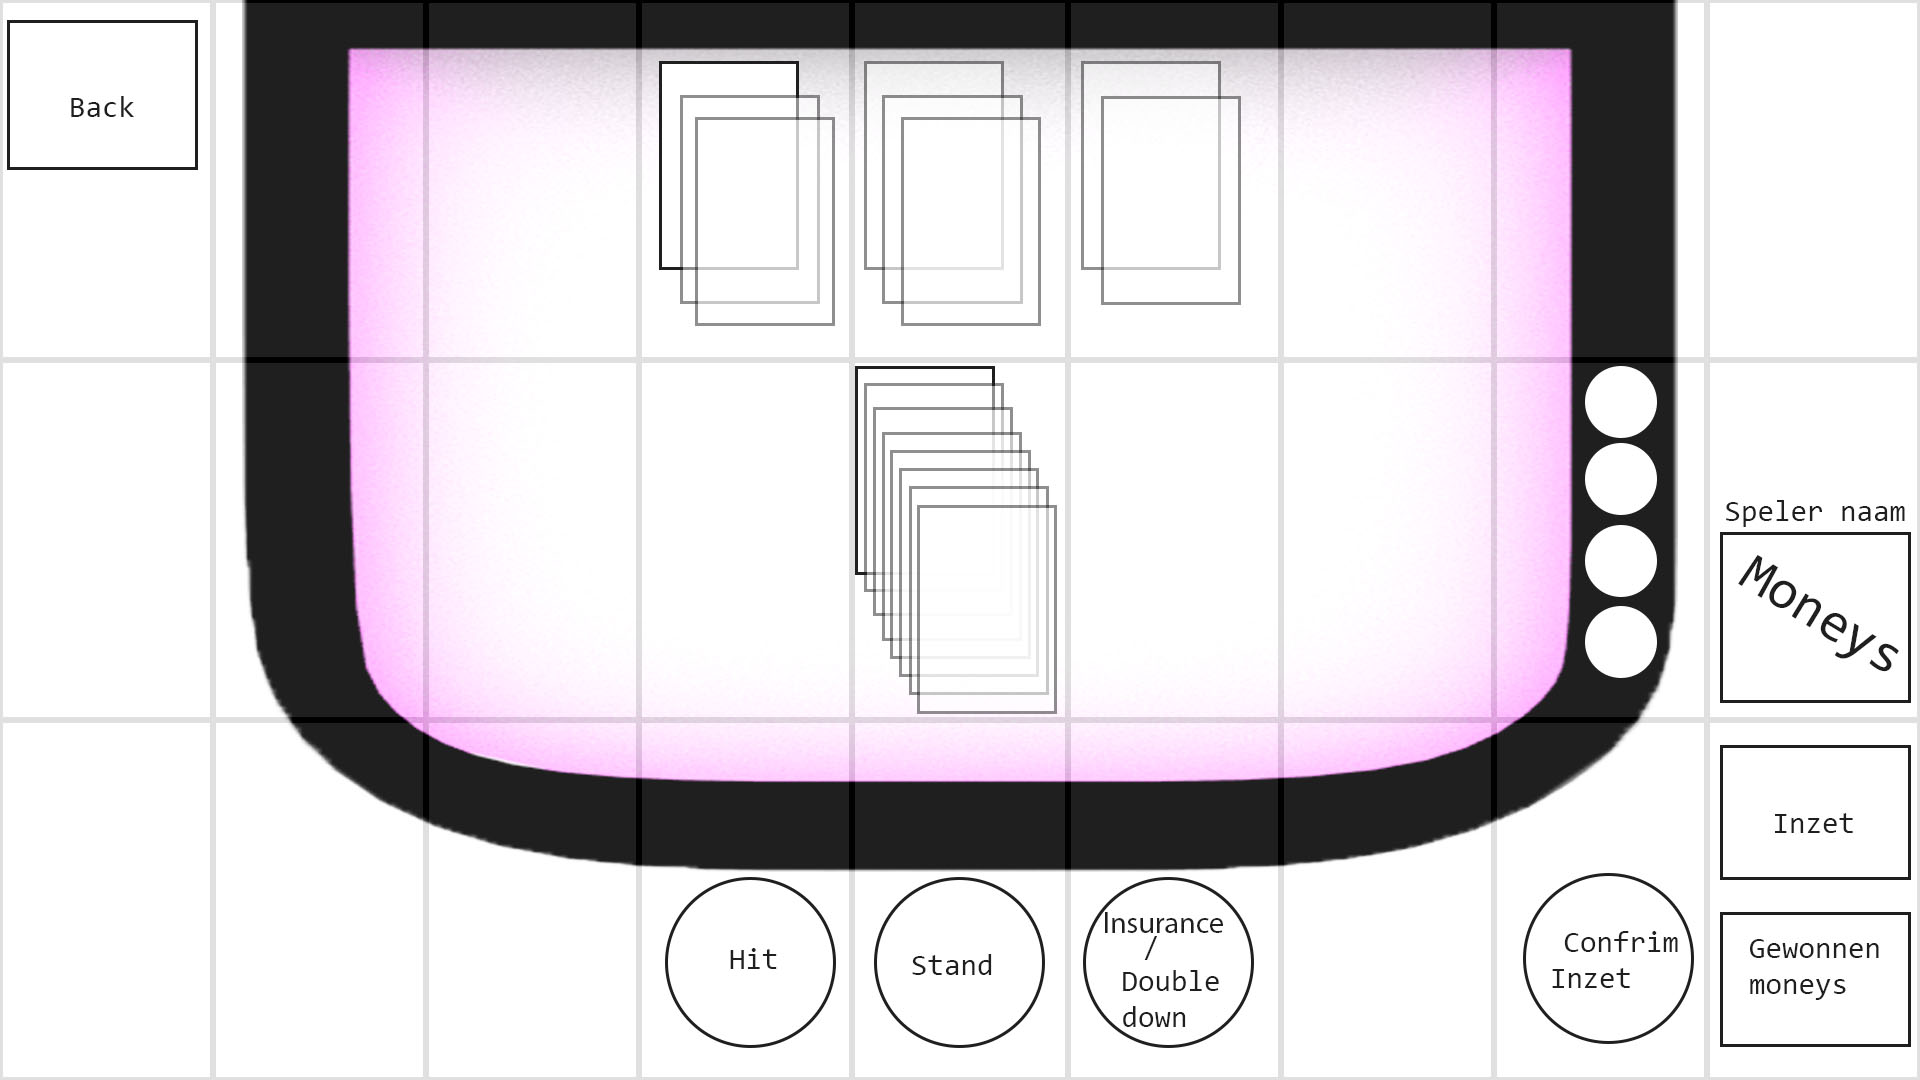 Back
Speler naam
Moneys
Inzet
Hit
Stand
Insurance
/
Double
down
Confrim
Inzet
Gewonnen
moneys